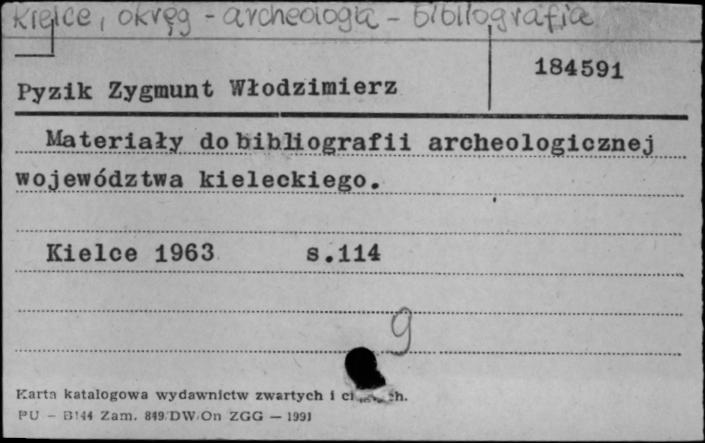 Kielce, okręg - archeologia - bibliografia
184591
Pyzik Zygmunt Włodzimierz
Materiały do bibliografii archeologicznej
województwa kieleckiego.
Kielce 1963 s.114
g
Karta katalogowa wydawnictw zwartych i
PU - B144 Zam. 849/DW/On ZGG — 1991